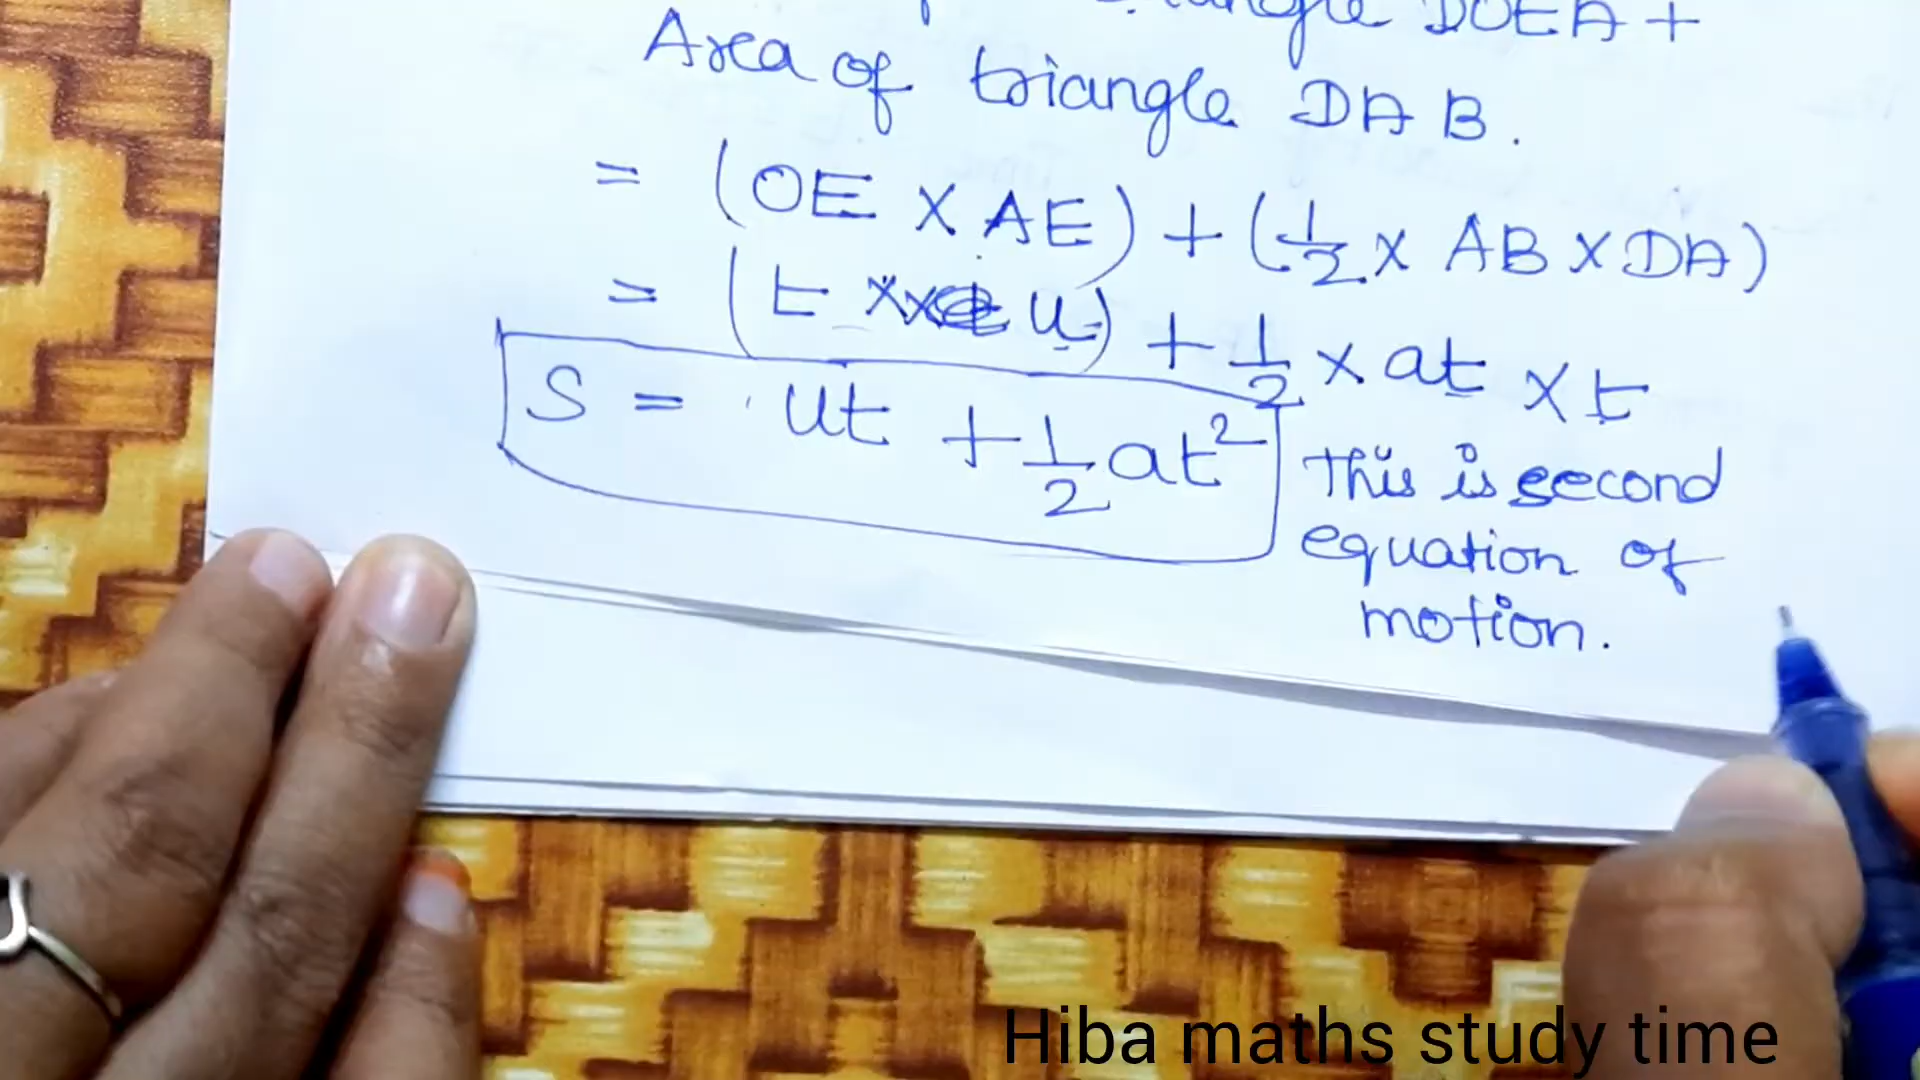 DOEA +
Area of triangle DAB.
= (OE × AE) + (1/2 × AB × DA)
= (t × u) + 1/2 × at × t
S = ut + 1/2 at²
This is second
equation of
motion.
Hiba maths study time